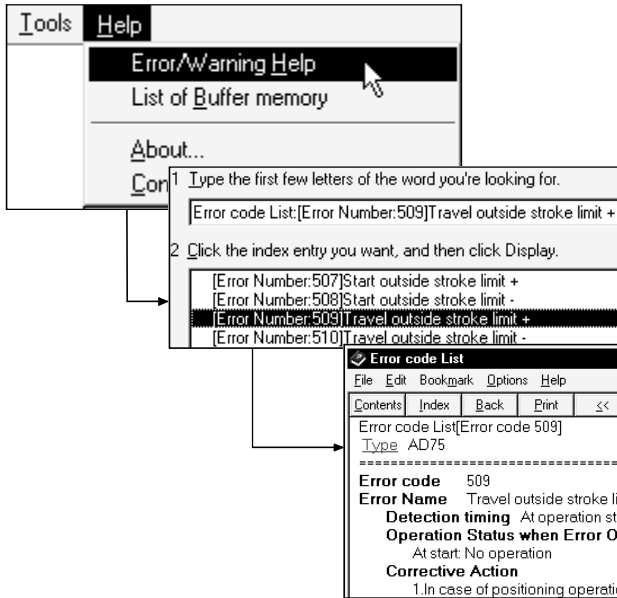 Tools Help
Error/Warning Help
List of Buffer memory
About...
Con
1 Type the first few letters of the word you're looking for.
Error code List:[Error Number:509]Travel outside stroke limit +
2 Click the index entry you want, and then click Display.
[Error Number:507]Start outside stroke limit +
[Error Number:508]Start outside stroke limit -
[Error Number:509]Travel outside stroke limit +
[Error Number:510]Travel outside stroke limit -
Error code List
File Edit Bookmark Options Help
Contents Index Back Print <<
Error code List[Error code 509]
Type AD75
Error code 509
Error Name Travel outside stroke li
Detection timing At operation st
Operation Status when Error O
At start: No operation
Corrective Action
1.In case of positioning operati